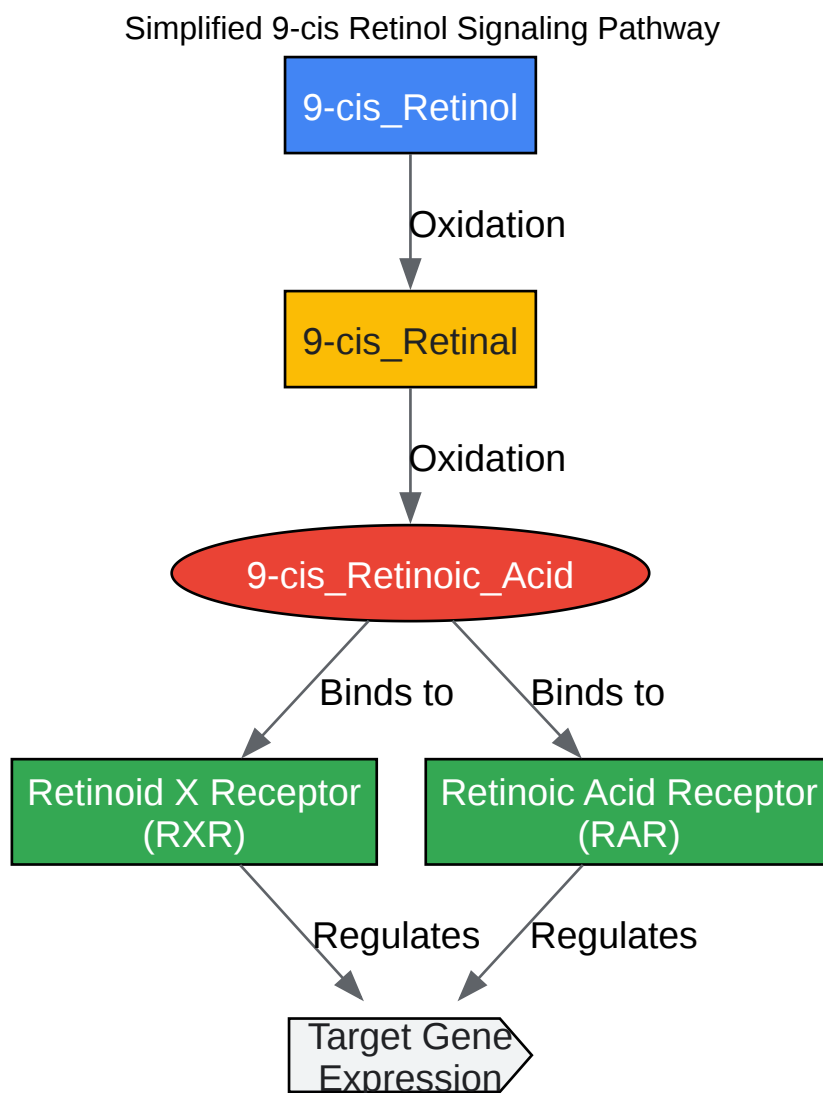 Simplified 9-cis Retinol Signaling Pathway
9-cis_Retinol
Oxidation
9-cis_Retinal
Oxidation
9-cis_Retinoic_Acid
Binds to
Binds to
Retinoid X Receptor
(RXR)
Retinoic Acid Receptor
(RAR)
Regulates
Regulates
Target Gene
Expression